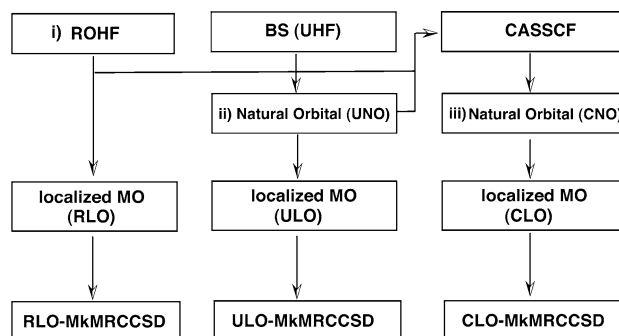 i) ROHF
BS (UHF)
CASSCF
ii) Natural Orbital (UNO)
iii) Natural Orbital (CNO)
localized MO
(RLO)
localized MO
(ULO)
localized MO
(CLO)
RLO-MkMRCCSD
ULO-MkMRCCSD
CLO-MkMRCCSD